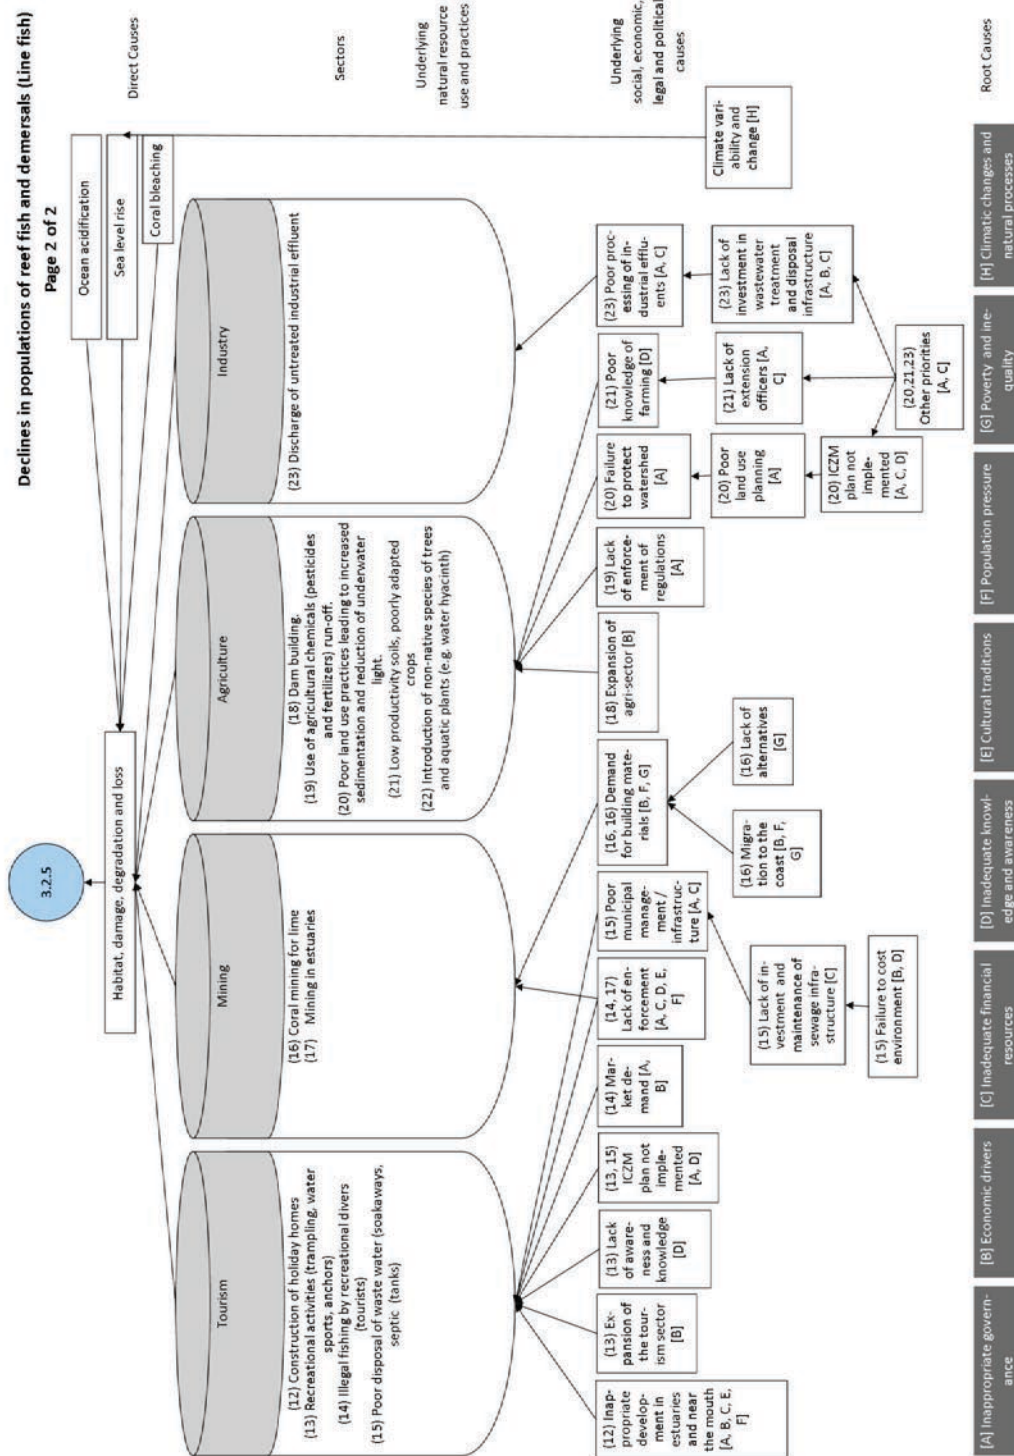 Declines in populations of reef fish and demersals (Line fish)
Page 2 of 2
3.2.5
Habitat, damage, degradation and loss
Ocean acidification
Sea level rise
Coral bleaching
Direct Causes
Tourism
Mining
Agriculture
Industry
Sectors
(12) Construction of holiday homes
(13) Recreational activities (trampling, water
sports, anchors)
(14) Illegal fishing by recreational divers
(tourists)
(15) Poor disposal of waste water (soakaways,
septic (tanks)
(16) Coral mining for lime
(17) Mining in estuaries
(18) Dam building.
(19) Use of agricultural chemicals (pesticides
and fertilizers) run-off.
(20) Poor land use practices leading to increased
sedimentation and reduction of underwater
light.
(21) Low productivity soils, poorly adapted
crops
(22) Introduction of non-native species of trees
and aquatic plants (e.g. water hyacinth)
(23) Discharge of untreated industrial effluent
Underlying
natural resource
use and practices
(12) Inap-
propriate
develop-
ment in
estuaries
and near
the mouth
[A, B, C, E,
F]
(13) Ex-
pansion of
the tour-
ism sector
[B]
(13) Lack
of aware-
ness and
knowledge
[D]
(13, 15)
ICZM
plan not
imple-
mented
[A, D]
(14) Mar-
ket de-
mand [A,
B]
(14, 17)
Lack of en-
forcement
[A, C, D, E,
F]
(15) Poor
municipal
manage-
ment /
infrastruc-
ture [A, C]
(16, 16) Demand
for building mate-
rials [B, F, G]
(18) Expansion of
agri-sector [B]
(19) Lack
of enforce-
ment of
regulations
[A]
(20) Failure
to protect
watershed
[A]
(21) Poor
knowledge of
farming [D]
(23) Poor proc-
essing of in-
dustrial efflu-
ents [A, C]
Underlying
social, economic,
legal and political
causes
(15) Lack of in-
vestment and
maintenance of
sewage infra-
structure [C]
(15) Failure to cost
environment [B, D]
(16) Migra-
tion to the
coast [B, F,
G]
(16) Lack of
alternatives
[G]
(20) Poor
land use
planning
[A]
(21) Lack of
extension
officers [A,
C]
(23) Lack of
investment in
wastewater
treatment
and disposal
infrastructure
[A, B, C]
(20) ICZM
plan not
imple-
mented
[A, C, D]
(20,21,23)
Other priorities
[A, C]
Climate vari-
ability and
change [H]
[A] Inappropriate govern-
ance
[B] Economic drivers
[C] Inadequate financial
resources
[D] Inadequate knowl-
edge and awareness
[E] Cultural traditions
[F] Population pressure
[G] Poverty and ine-
quality
[H] Climatic changes and
natural processes
Root Causes